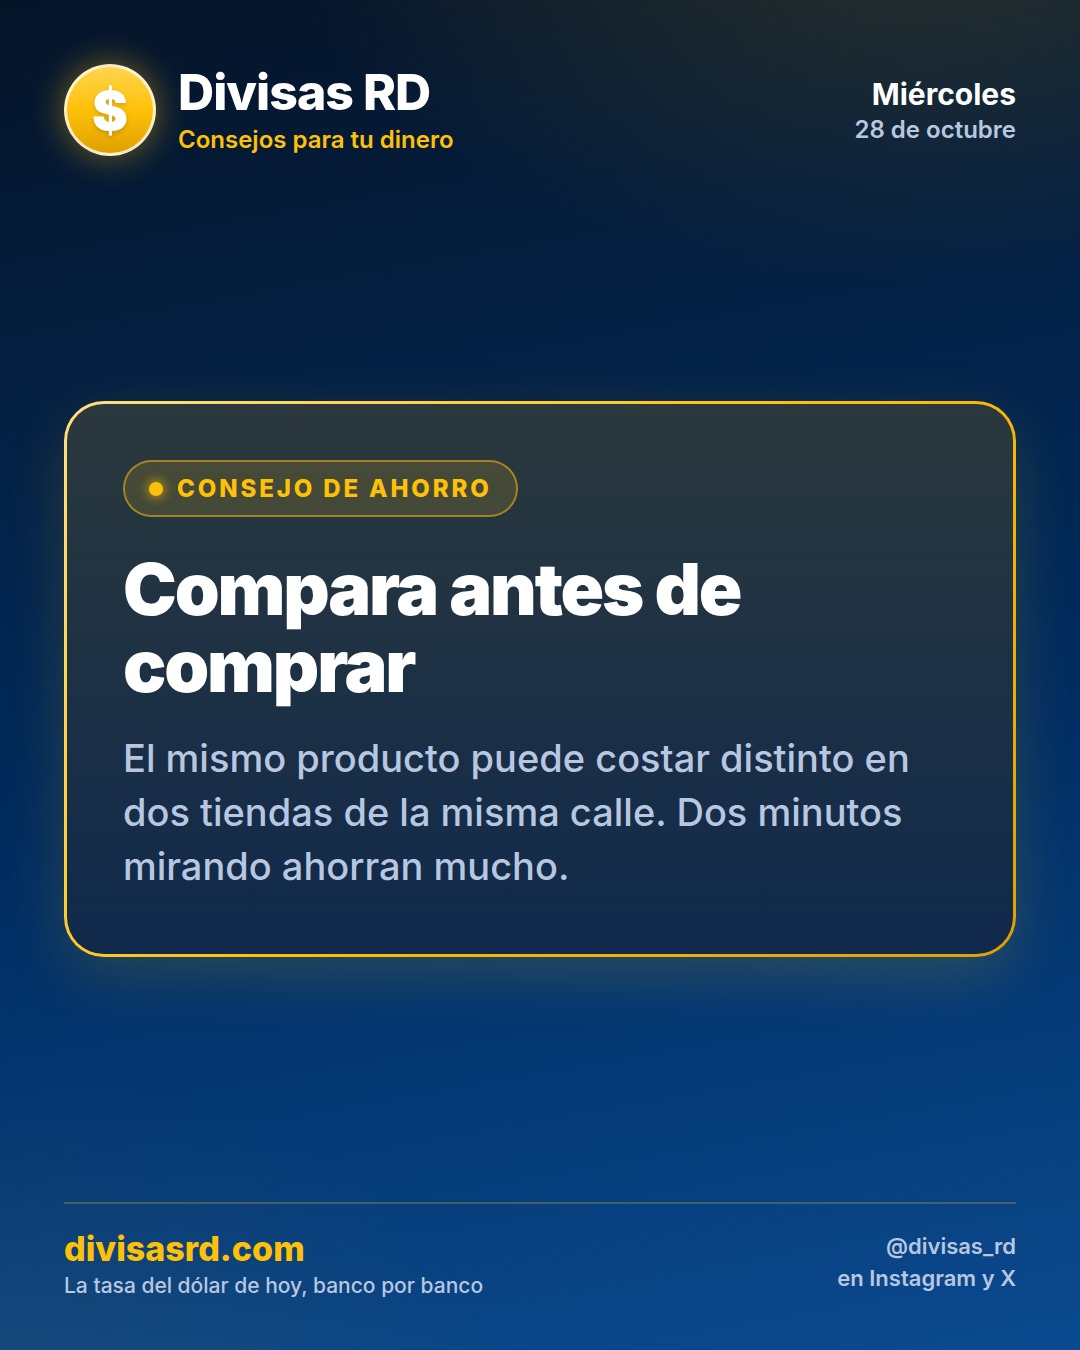 $
Divisas RD
Consejos para tu dinero
Miércoles
28 de octubre
CONSEJO DE AHORRO
Compara antes de
comprar
El mismo producto puede costar distinto en
dos tiendas de la misma calle. Dos minutos
mirando ahorran mucho.
divisasrd.com
La tasa del dólar de hoy, banco por banco
@divisas_rd
en Instagram y X